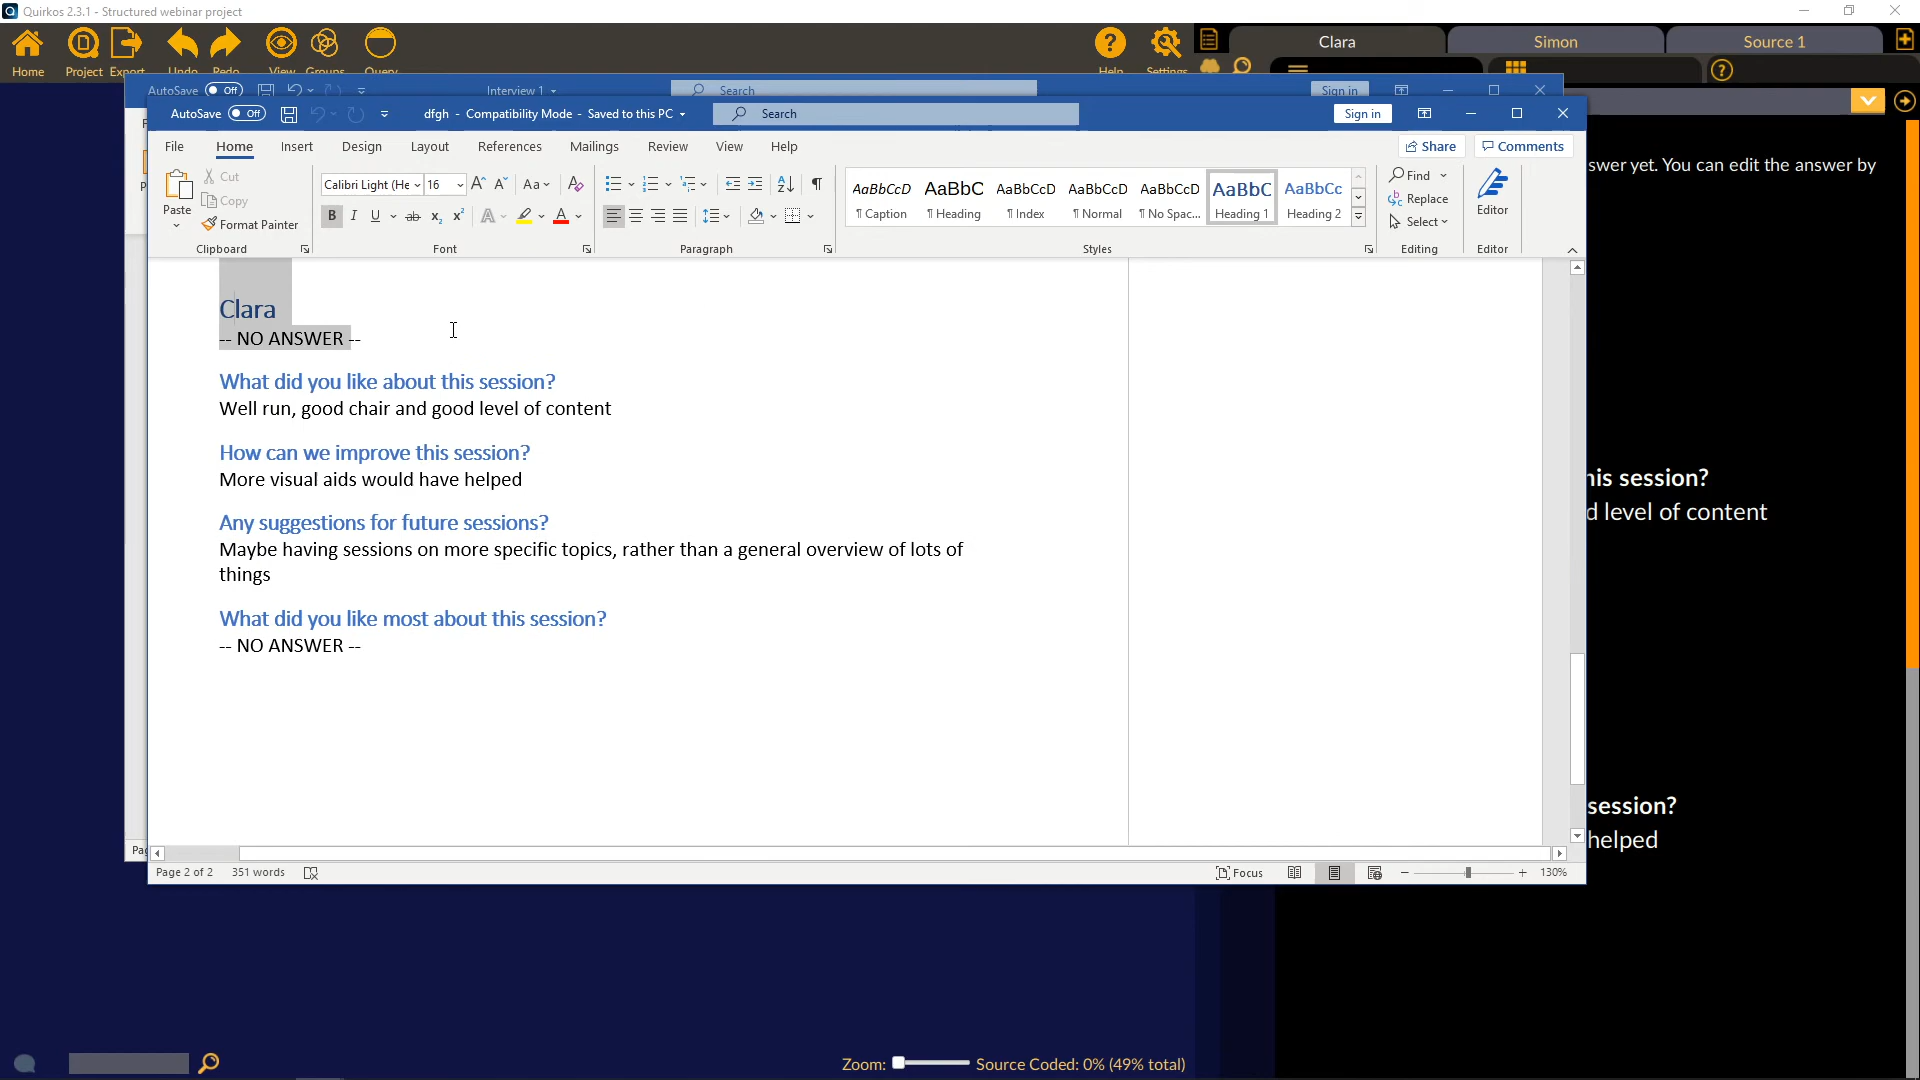 Quirkos 2.3.1 - Structured webinar project
Home
Project
Export
Undo
Redo
View
Groups
Query
Help
Settings
Clara
Simon
Source 1
AutoSave
Off
Interview 1
Search
Sign in
AutoSave
Off
dfgh - Compatibility Mode - Saved to this PC
Search
Sign in
File
Home
Insert
Design
Layout
References
Mailings
Review
View
Help
Share
Comments
Paste
Cut
Copy
Format Painter
Clipboard
Calibri Light (He
16
Font
Paragraph
AaBbCcD
¶ Caption
AaBbC
¶ Heading
AaBbCcD
¶ Index
AaBbCcD
¶ Normal
AaBbCcD
¶ No Spac...
AaBbC
Heading 1
AaBbCc
Heading 2
Styles
Find
Replace
Select
Editing
Editor
Editor
swer yet. You can edit the answer by
Clara
-- NO ANSWER --
What did you like about this session?
Well run, good chair and good level of content
How can we improve this session?
More visual aids would have helped
Any suggestions for future sessions?
Maybe having sessions on more specific topics, rather than a general overview of lots of
things
What did you like most about this session?
-- NO ANSWER --
his session?
d level of content
session?
helped
Page 2 of 2
351 words
Focus
130%
Zoom:
Source Coded: 0% (49% total)